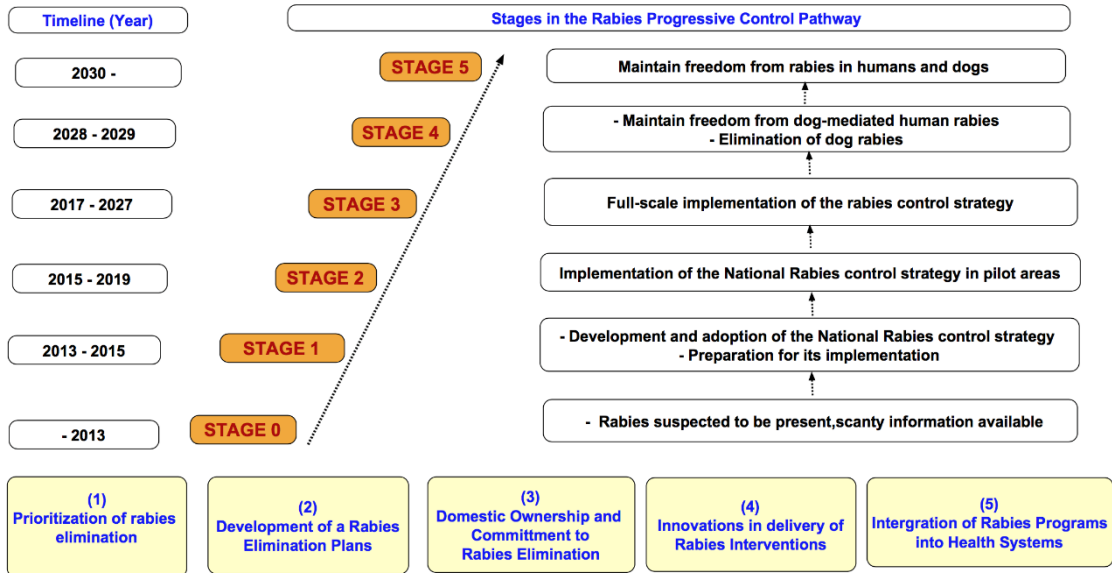 Timeline (Year)
Stages in the Rabies Progressive Control Pathway
2030 -
STAGE 5
Maintain freedom from rabies in humans and dogs
2028 - 2029
STAGE 4
- Maintain freedom from dog-mediated human rabies
- Elimination of dog rabies
2017 - 2027
STAGE 3
Full-scale implementation of the rabies control strategy
2015 - 2019
STAGE 2
Implementation of the National Rabies control strategy in pilot areas
2013 - 2015
STAGE 1
- Development and adoption of the National Rabies control strategy
- Preparation for its implementation
- 2013
STAGE 0
- Rabies suspected to be present,scanty information available
(1)
Prioritization of rabies
elimination
(2)
Development of a Rabies
Elimination Plans
(3)
Domestic Ownership and
Committment to
Rabies Elimination
(4)
Innovations in delivery of
Rabies Interventions
(5)
Intergration of Rabies Programs
into Health Systems